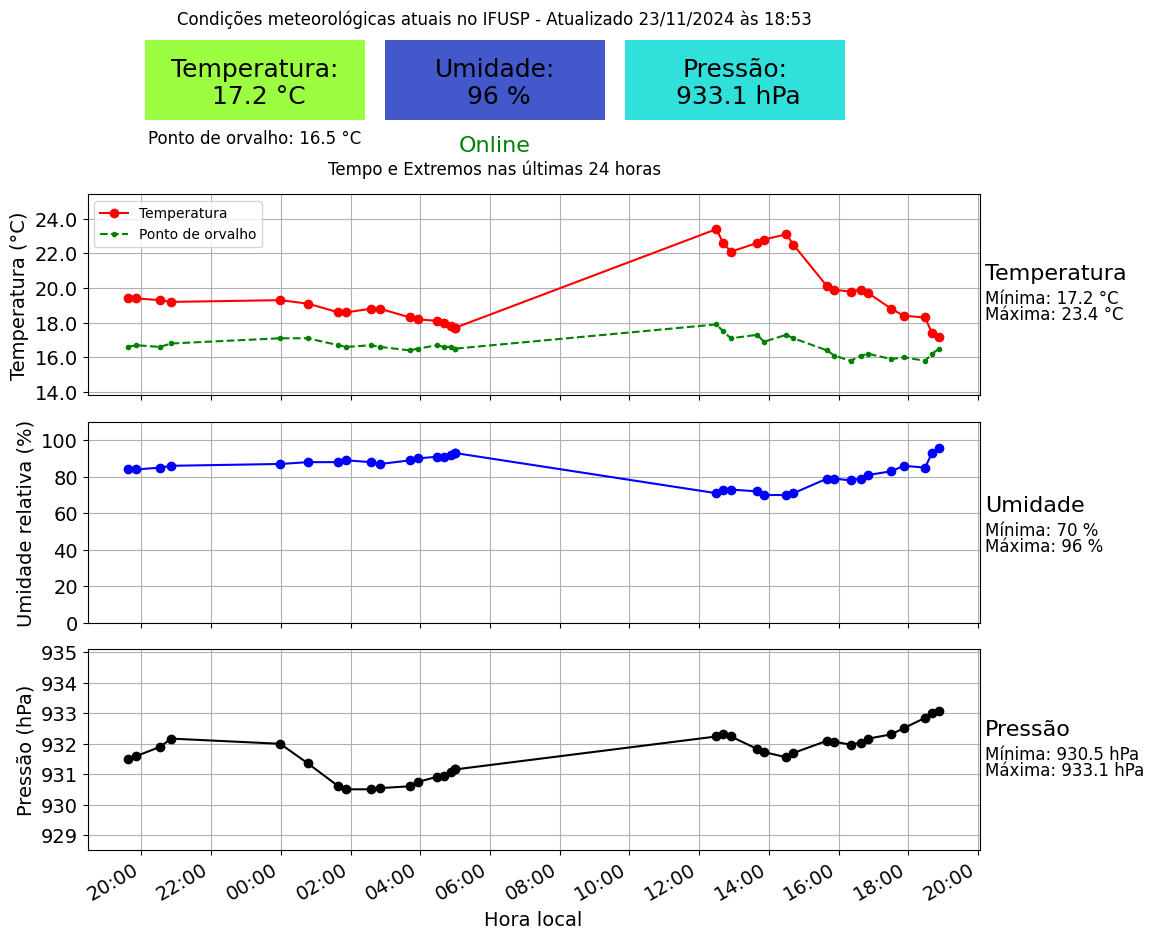 Condições meteorológicas atuais no IFUSP - Atualizado 23/11/2024 às 18:53
Temperatura:
17.2 °C
Umidade:
96 %
Pressão:
933.1 hPa
Ponto de orvalho: 16.5 °C
Online
Tempo e Extremos nas últimas 24 horas
Temperatura (°C)
24.0
22.0
20.0
18.0
16.0
14.0
Temperatura
Ponto de orvalho
Temperatura
Mínima: 17.2 °C
Máxima: 23.4 °C
Umidade relativa (%)
100
80
60
40
20
0
Umidade
Mínima: 70 %
Máxima: 96 %
Pressão (hPa)
935
934
933
932
931
930
929
Pressão
Mínima: 930.5 hPa
Máxima: 933.1 hPa
20:00 22:00 00:00 02:00 04:00 06:00 08:00 10:00 12:00 14:00 16:00 18:00 20:00
Hora local